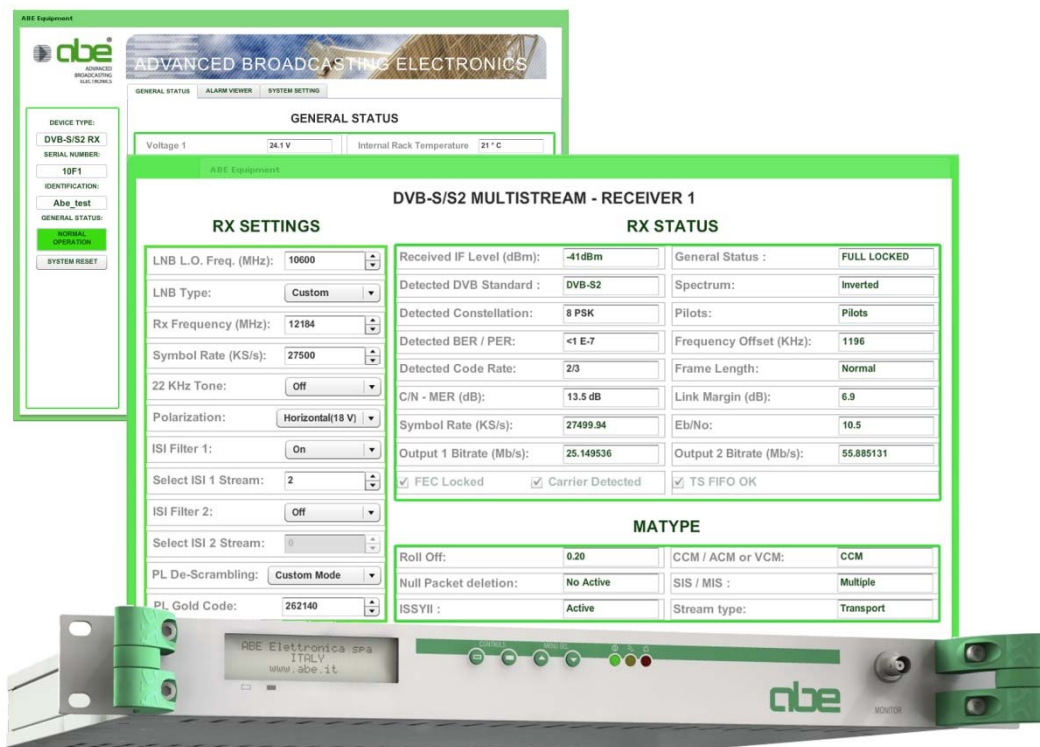 ABE Equipment
abe
ADVANCED
BROADCASTING
ELECTRONICS
ADVANCED BROADCASTING ELECTRONICS
GENERAL STATUS ALARM VIEWER SYSTEM SETTING
GENERAL STATUS
DEVICE TYPE:
DVB-S/S2 RX
SERIAL NUMBER:
10F1
IDENTIFICATION:
Abe_test
GENERAL STATUS:
NORMAL
OPERATION
SYSTEM RESET
Voltage 1 24.1 V Internal Rack Temperature 21 ° C
ABE Equipment
DVB-S/S2 MULTISTREAM - RECEIVER 1
RX SETTINGS
LNB L.O. Freq. (MHz): 10600
LNB Type: Custom
Rx Frequency (MHz): 12184
Symbol Rate (KS/s): 27500
22 KHz Tone: Off
Polarization: Horizontal(18 V)
ISI Filter 1: On
Select ISI 1 Stream: 2
ISI Filter 2: Off
Select ISI 2 Stream: 0
PL De-Scrambling: Custom Mode
PL Gold Code: 262140
RX STATUS
Received IF Level (dBm): -41dBm General Status : FULL LOCKED
Detected DVB Standard : DVB-S2 Spectrum: Inverted
Detected Constellation: 8 PSK Pilots: Pilots
Detected BER / PER: <1 E-7 Frequency Offset (KHz): 1196
Detected Code Rate: 2/3 Frame Length: Normal
C/N - MER (dB): 13.5 dB Link Margin (dB): 6.9
Symbol Rate (KS/s): 27499.94 Eb/No: 10.5
Output 1 Bitrate (Mb/s): 25.149536 Output 2 Bitrate (Mb/s): 55.885131
FEC Locked Carrier Detected TS FIFO OK
MATYPE
Roll Off: 0.20 CCM / ACM or VCM: CCM
Null Packet deletion: No Active SIS / MIS : Multiple
ISSYII : Active Stream type: Transport
ABE Elettronica spa
ITALY
www.abe.it
CONTROLS MENU SEL.
abe
MONITOR